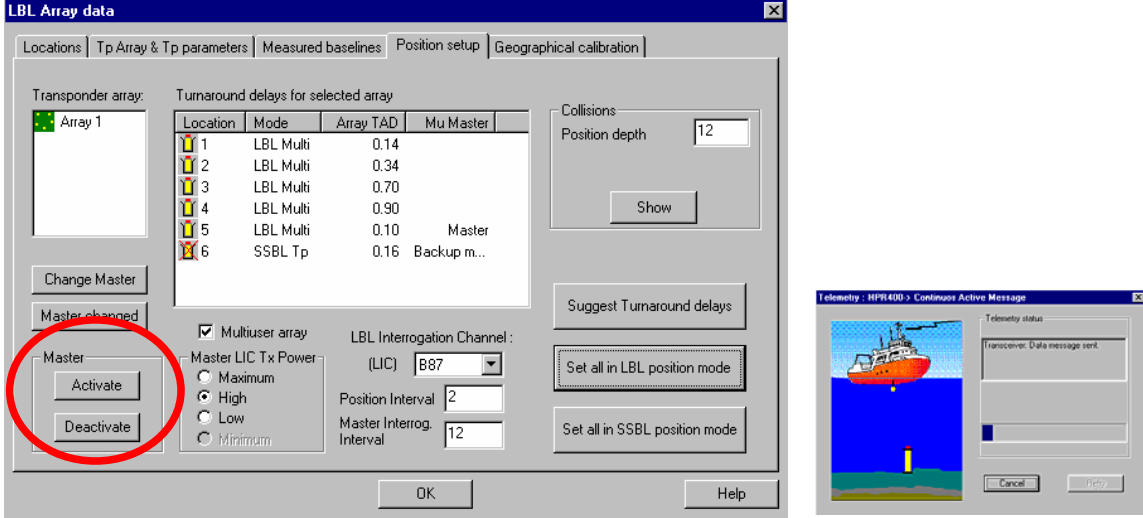 LBL Array data
Locations
Tp Array & Tp parameters
Measured baselines
Position setup
Geographical calibration
Transponder array:
Array 1
Turnaround delays for selected array
Location Mode Array TAD Mu Master
1 LBL Multi 0.14
2 LBL Multi 0.34
3 LBL Multi 0.70
4 LBL Multi 0.90
5 LBL Multi 0.10 Master
6 SSBL Tp 0.16 Backup m...
Collisions
Position depth 12
Show
Change Master
Master changed
Master
Activate
Deactivate
Multiuser array
Master LIC Tx Power
Maximum
High
Low
Minimum
LBL Interrogation Channel :
(LIC) B87
Position Interval 2
Master Interrog.
Interval 12
Suggest Turnaround delays
Set all in LBL position mode
Set all in SSBL position mode
OK
Help
Telemetry : HPR400-> Continuos Active Message
Telemetry status
Transceiver: Data message sent.
Cancel
Retry